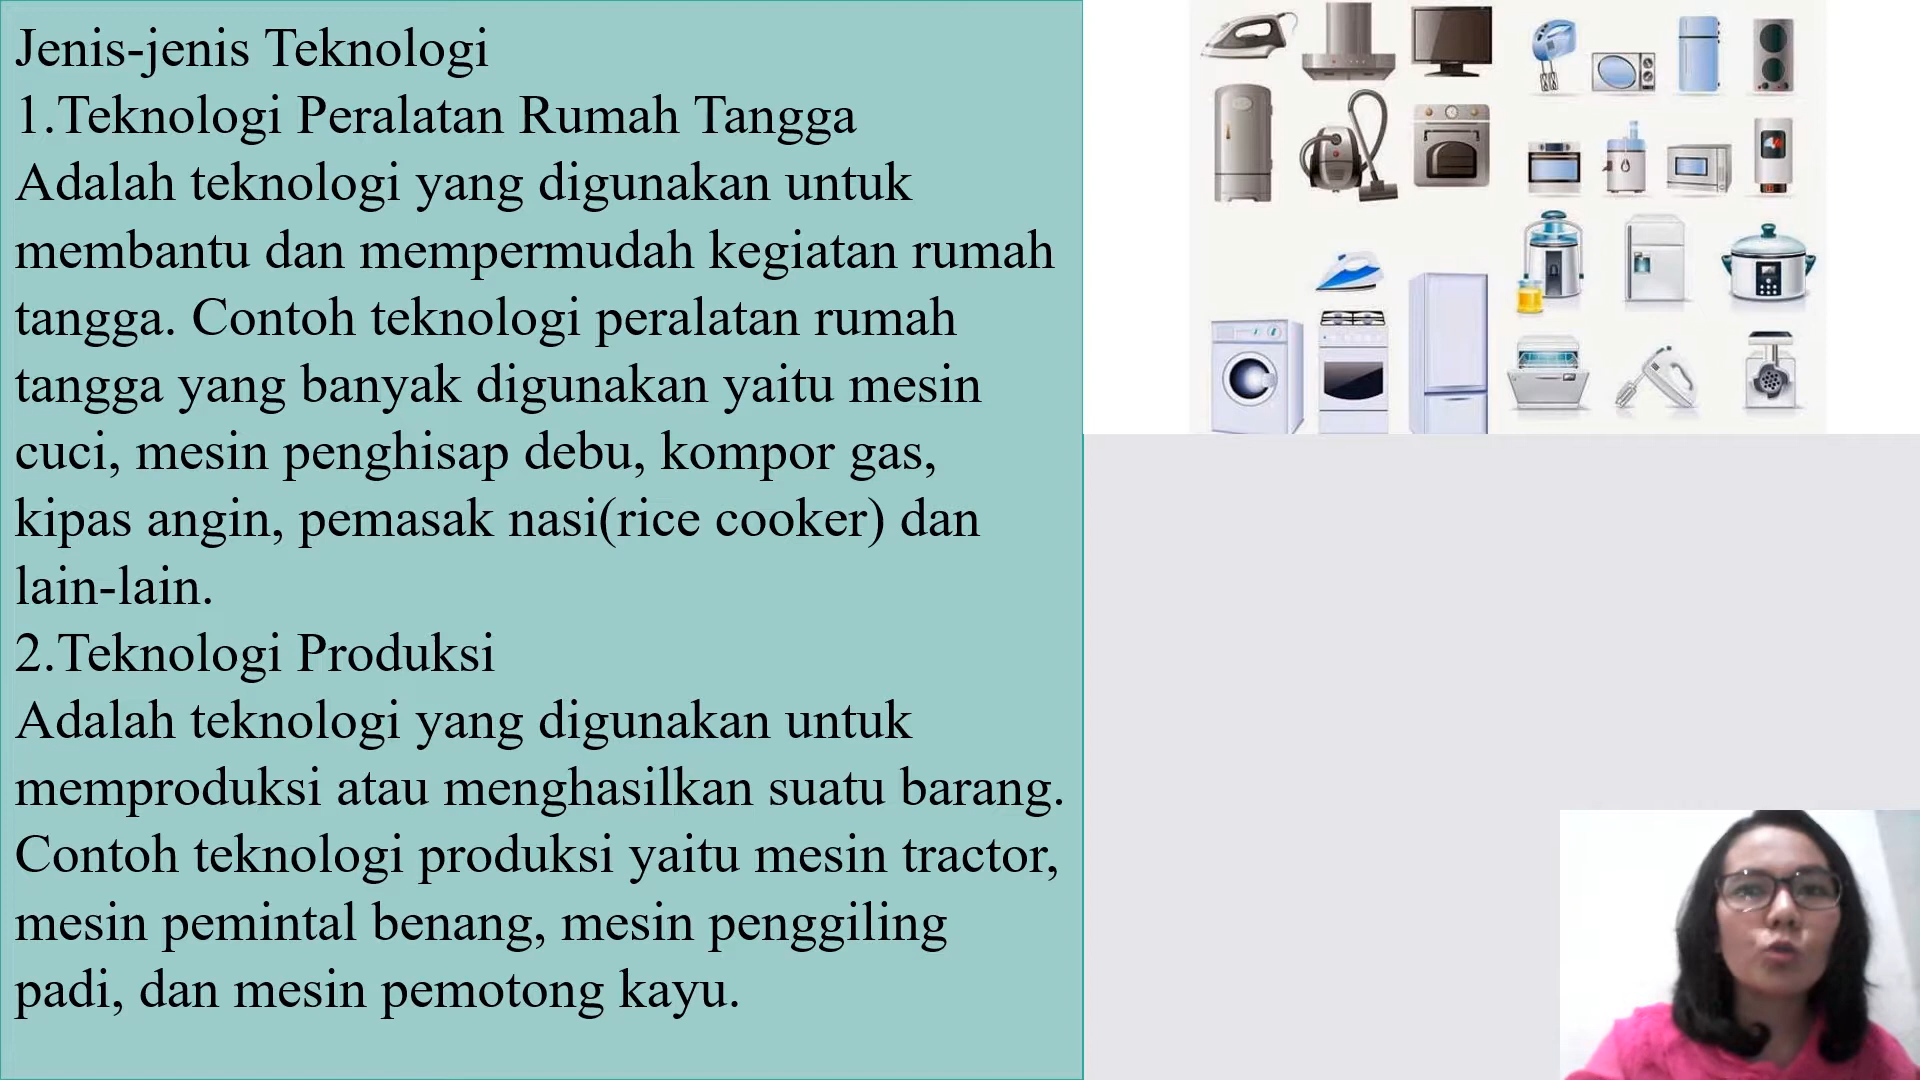 Jenis-jenis Teknologi
1.Teknologi Peralatan Rumah Tangga
Adalah teknologi yang digunakan untuk
membantu dan mempermudah kegiatan rumah
tangga. Contoh teknologi peralatan rumah
tangga yang banyak digunakan yaitu mesin
cuci, mesin penghisap debu, kompor gas,
kipas angin, pemasak nasi(rice cooker) dan
lain-lain.
2.Teknologi Produksi
Adalah teknologi yang digunakan untuk
memproduksi atau menghasilkan suatu barang.
Contoh teknologi produksi yaitu mesin tractor,
mesin pemintal benang, mesin penggiling
padi, dan mesin pemotong kayu.